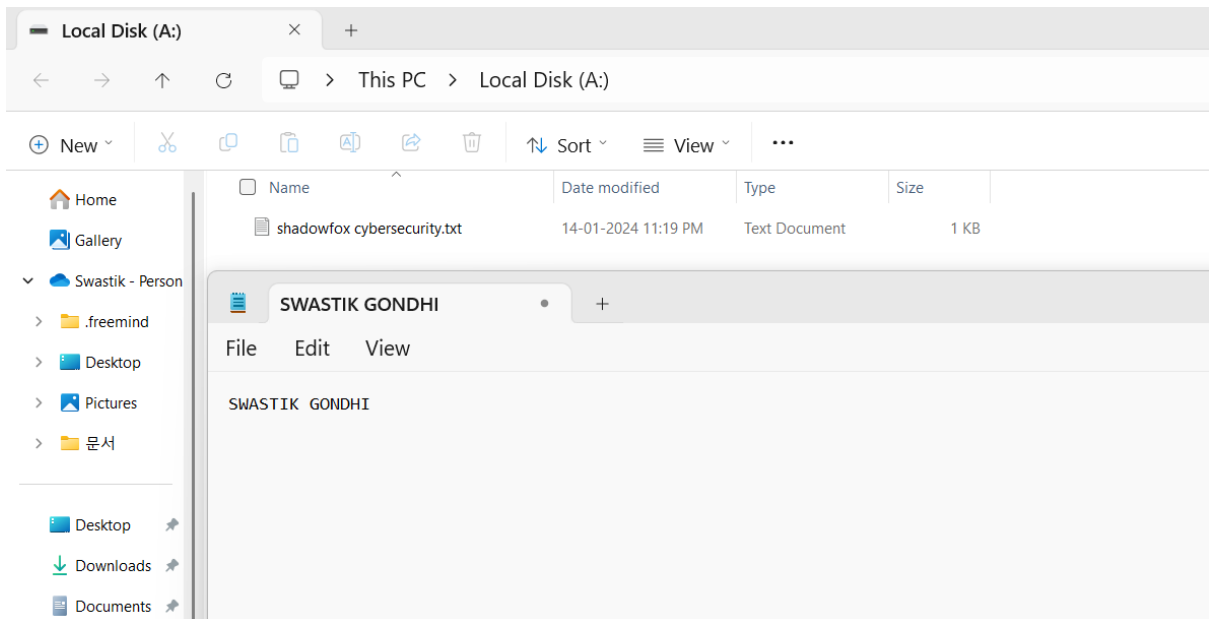 Local Disk (A:)
This PC > Local Disk (A:)
New Sort View ...
Name Date modified Type Size
shadowfox cybersecurity.txt 14-01-2024 11:19 PM Text Document 1 KB
Home
Gallery
Swastik - Person
.freemind
Desktop
Pictures
문서
Desktop
Downloads
Documents
SWASTIK GONDHI
File Edit View
SWASTIK GONDHI